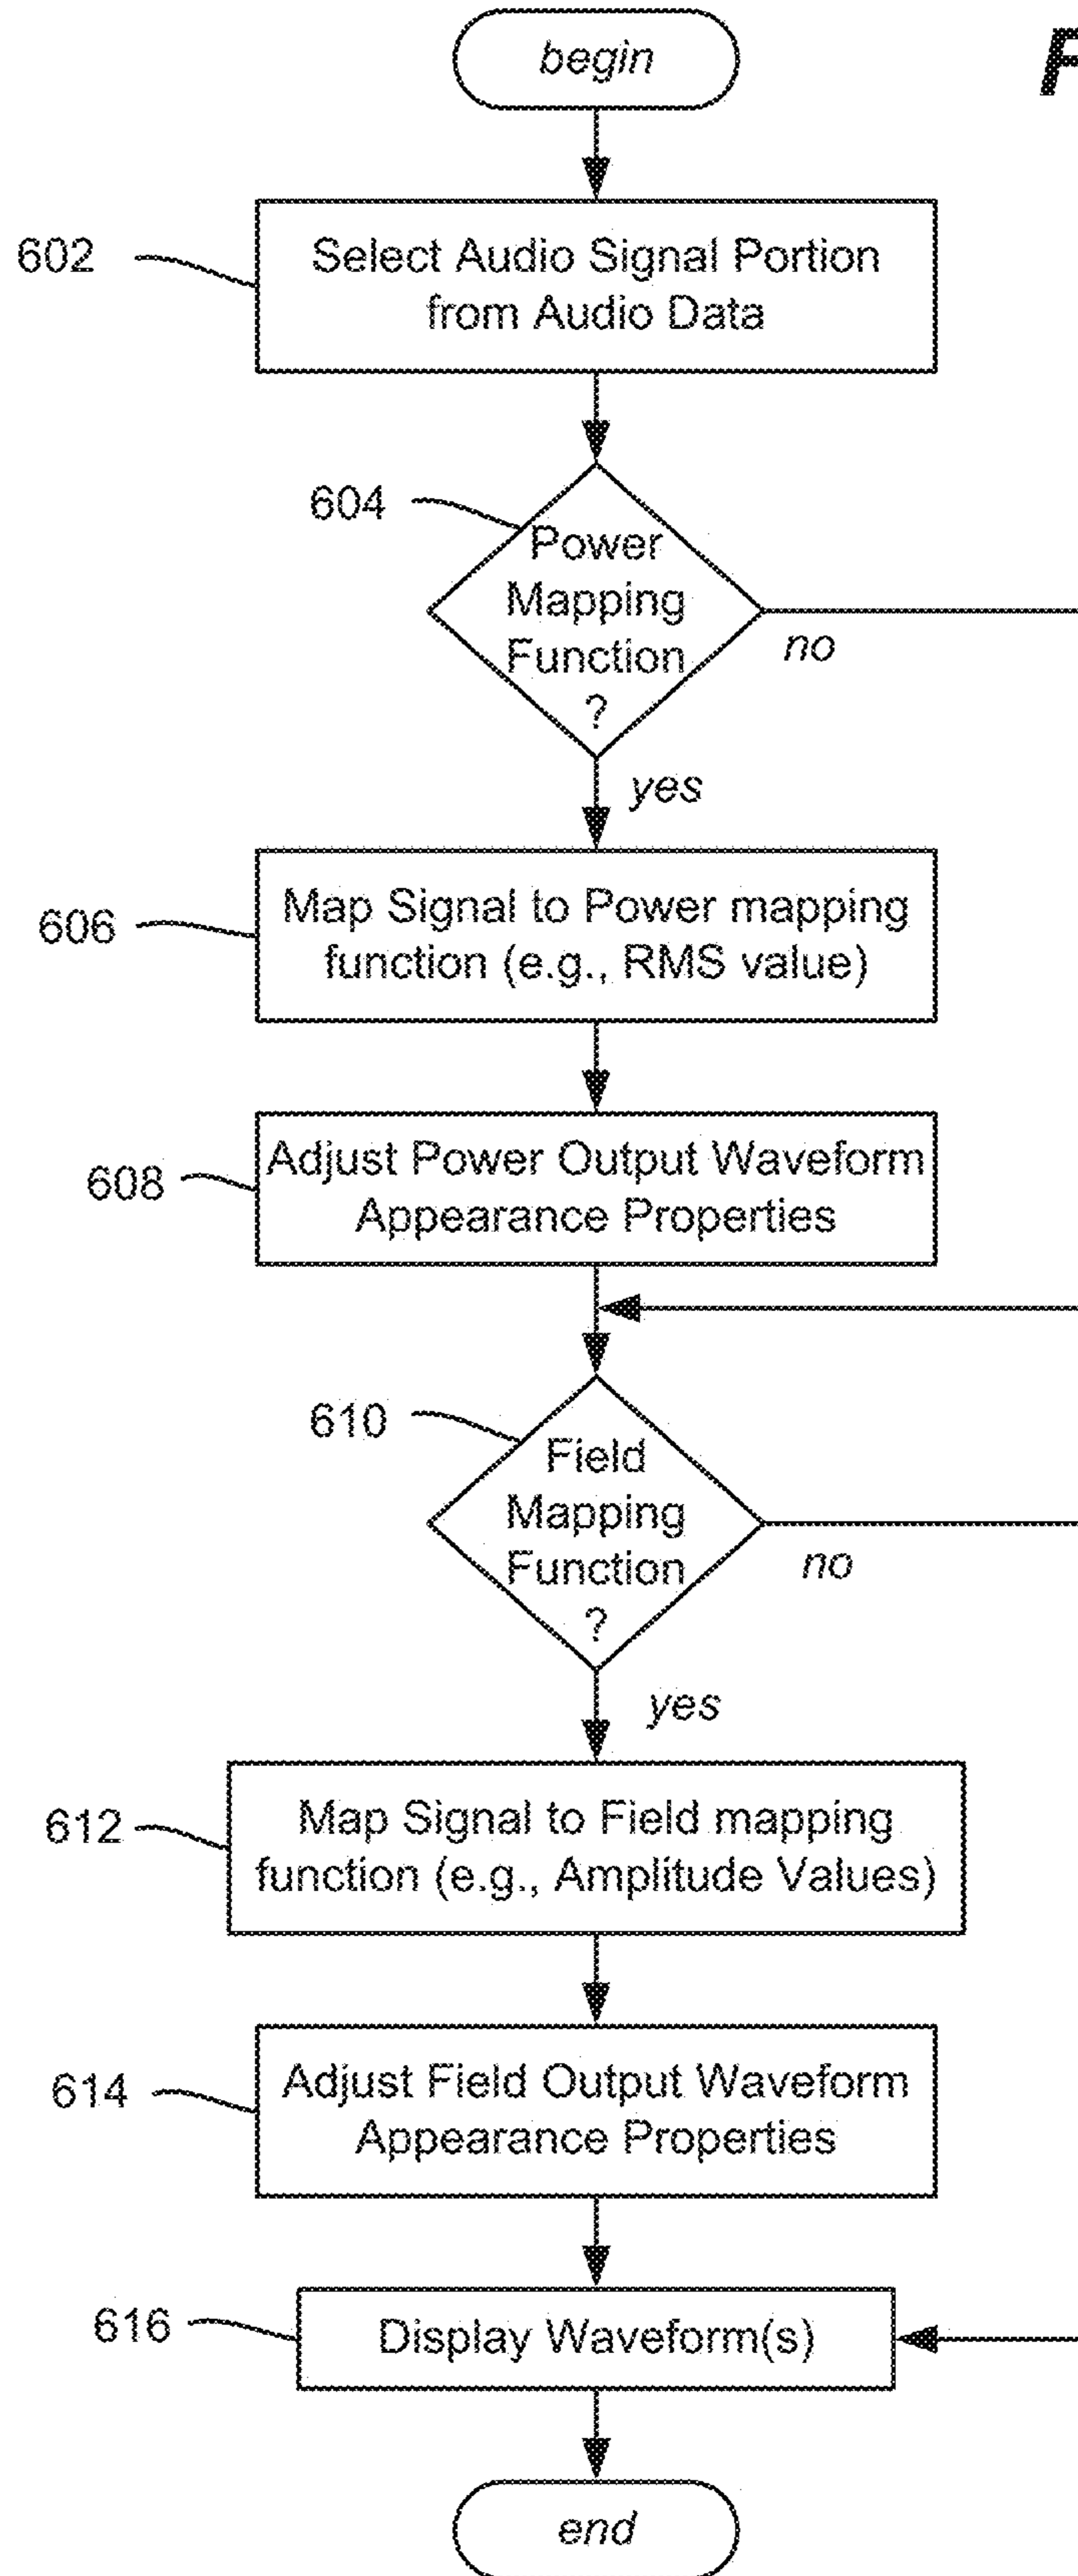 begin
F
602
Select Audio Signal Portion
from Audio Data
604
Power
Mapping
Function
?
no
yes
606
Map Signal to Power mapping
function (e.g., RMS value)
608
Adjust Power Output Waveform
Appearance Properties
610
Field
Mapping
Function
?
no
yes
612
Map Signal to Field mapping
function (e.g., Amplitude Values)
614
Adjust Field Output Waveform
Appearance Properties
616
Display Waveform(s)
end